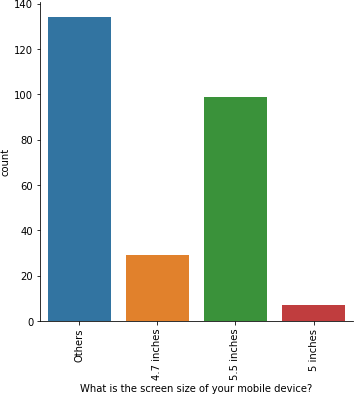 140
120
100
80
60
40
20
0
count
Others
4.7 inches
5.5 inches
5 inches
What is the screen size of your mobile device?